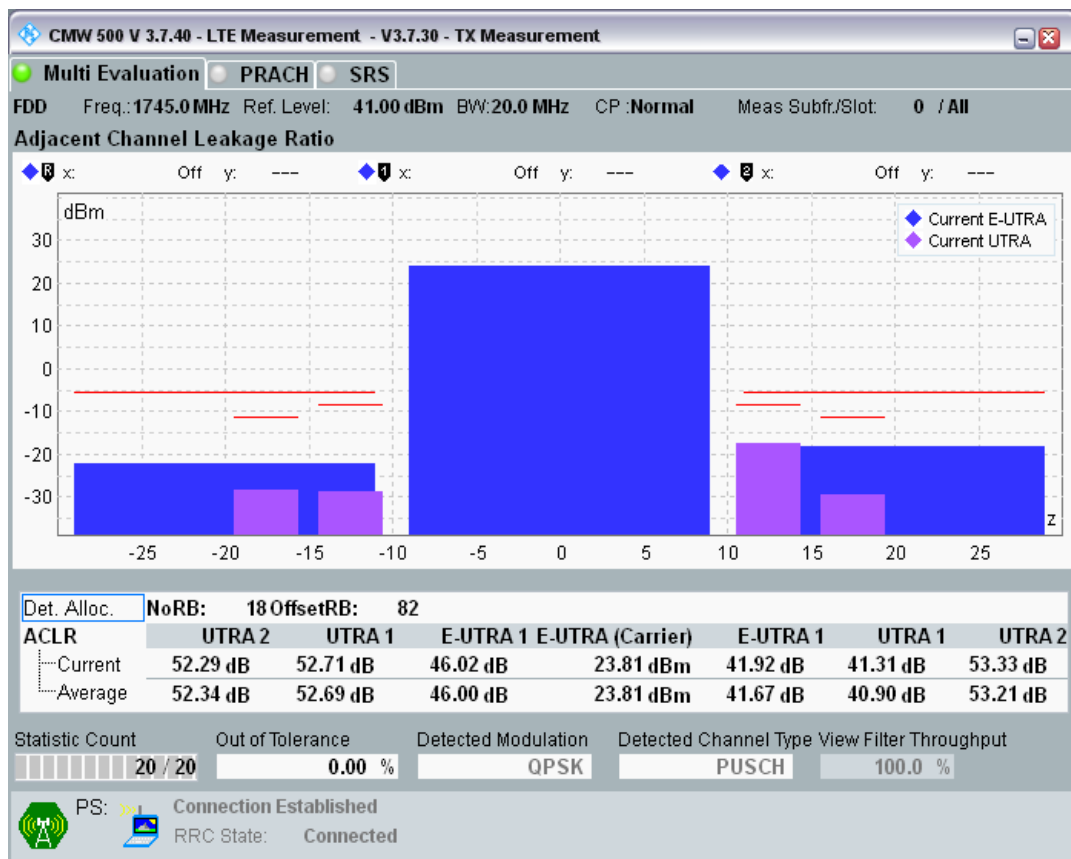 CMW 500 V 3.7.40 - LTE Measurement - V3.7.30 - TX Measurement
Multi Evaluation PRACH SRS
FDD Freq.:1745.0 MHz Ref. Level: 41.00 dBm BW:20.0 MHz CP :Normal Meas Subfr./Slot: 0 / All
Adjacent Channel Leakage Ratio
R x: Off y: --- 1 x: Off y: --- 2 x: Off y: ---
dBm
Current E-UTRA
Current UTRA
30
20
10
0
-10
-20
-30
z
-25 -20 -15 -10 -5 0 5 10 15 20 25
Det. Alloc. NoRB: 18 OffsetRB: 82
ACLR UTRA 2 UTRA 1 E-UTRA 1 E-UTRA (Carrier) E-UTRA 1 UTRA 1 UTRA 2
Current 52.29 dB 52.71 dB 46.02 dB 23.81 dBm 41.92 dB 41.31 dB 53.33 dB
Average 52.34 dB 52.69 dB 46.00 dB 23.81 dBm 41.67 dB 40.90 dB 53.21 dB
Statistic Count Out of Tolerance Detected Modulation Detected Channel Type View Filter Throughput
20 / 20 0.00 % QPSK PUSCH 100.0 %
PS: Connection Established
RRC State: Connected